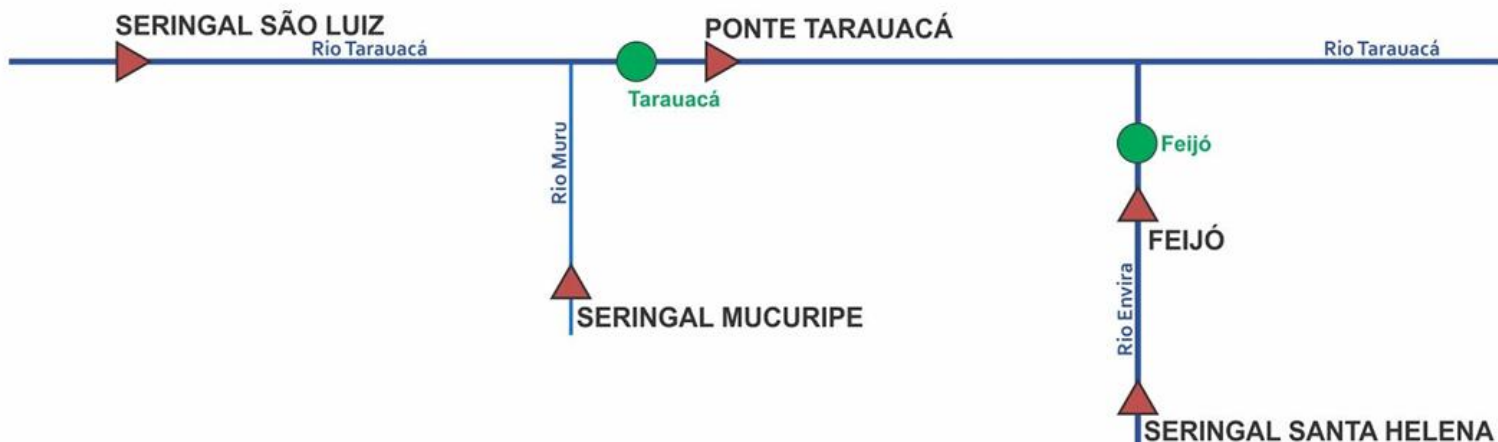 SERINGAL SÃO LUIZ
PONTE TARAUACÁ
Rio Tarauacá
Rio Tarauacá
Tarauacá
Feijó
Rio Muru
FEIJÓ
Rio Envira
SERINGAL MUCURIPE
SERINGAL SANTA HELENA